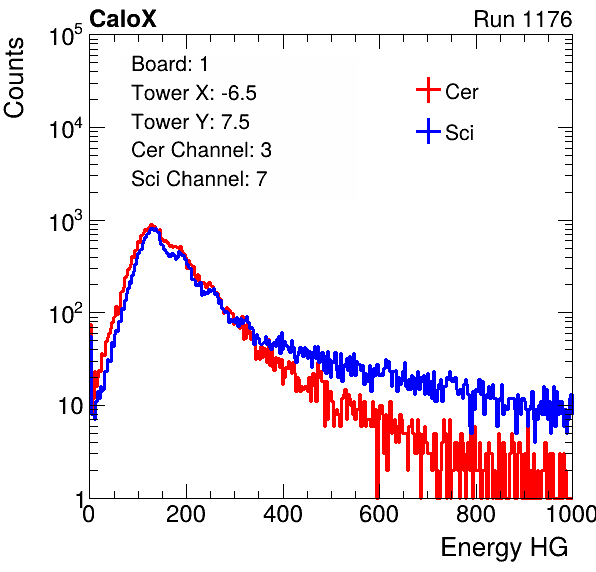 CaloX Run 1176
Counts
Board: 1
Tower X: -6.5
Tower Y: 7.5
Cer Channel: 3
Sci Channel: 7
Cer
Sci
10^5
10^4
10^3
10^2
10
1
0 200 400 600 800 1000
Energy HG